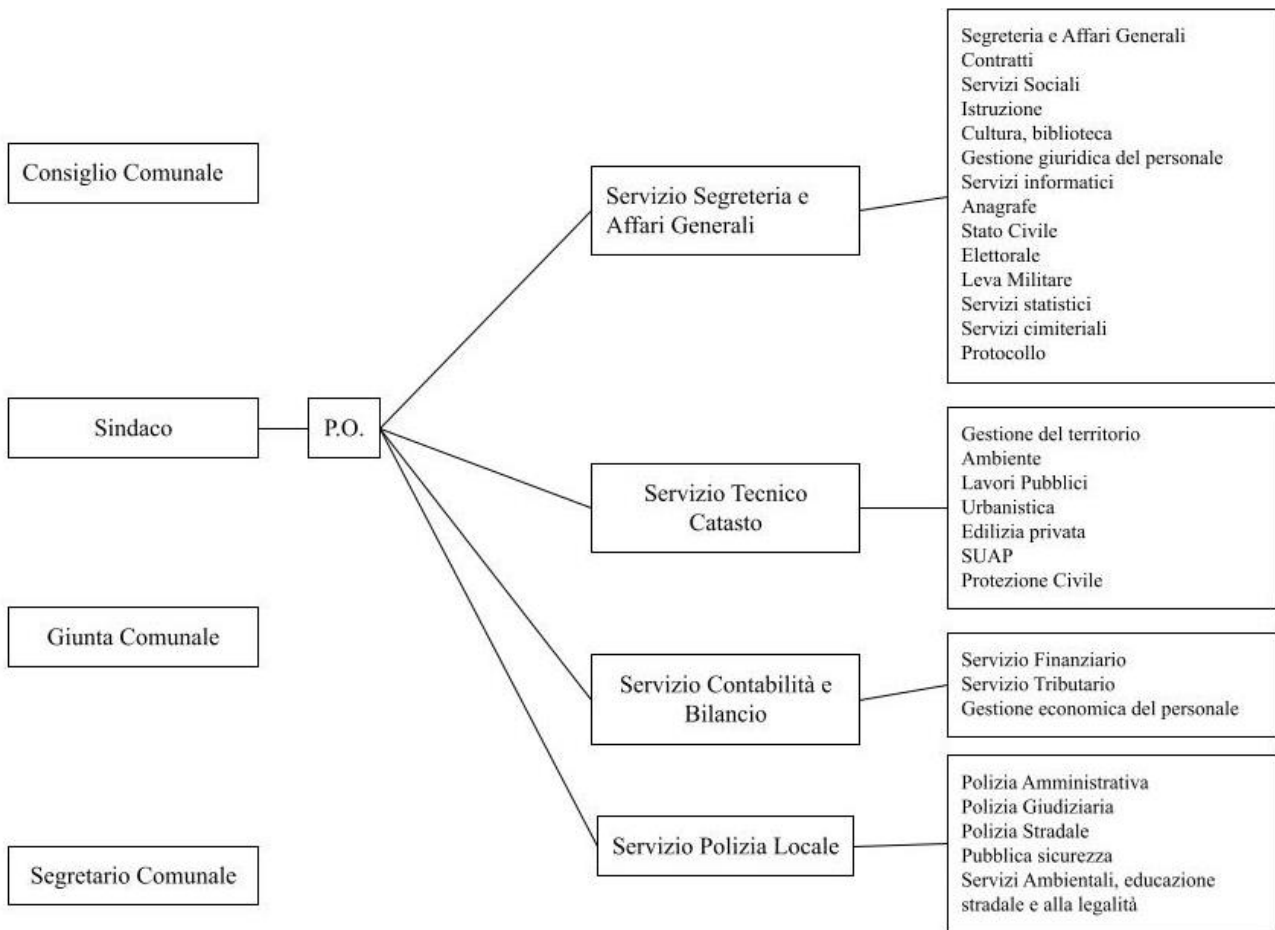 Consiglio Comunale
Sindaco
Giunta Comunale
Segretario Comunale
P.O.
Servizio Segreteria e
Affari Generali
Servizio Tecnico
Catasto
Servizio Contabilità e
Bilancio
Servizio Polizia Locale
Segreteria e Affari Generali
Contratti
Servizi Sociali
Istruzione
Cultura, biblioteca
Gestione giuridica del personale
Servizi informatici
Anagrafe
Stato Civile
Elettorale
Leva Militare
Servizi statistici
Servizi cimiteriali
Protocollo
Gestione del territorio
Ambiente
Lavori Pubblici
Urbanistica
Edilizia privata
SUAP
Protezione Civile
Servizio Finanziario
Servizio Tributario
Gestione economica del personale
Polizia Amministrativa
Polizia Giudiziaria
Polizia Stradale
Pubblica sicurezza
Servizi Ambientali, educazione
stradale e alla legalità